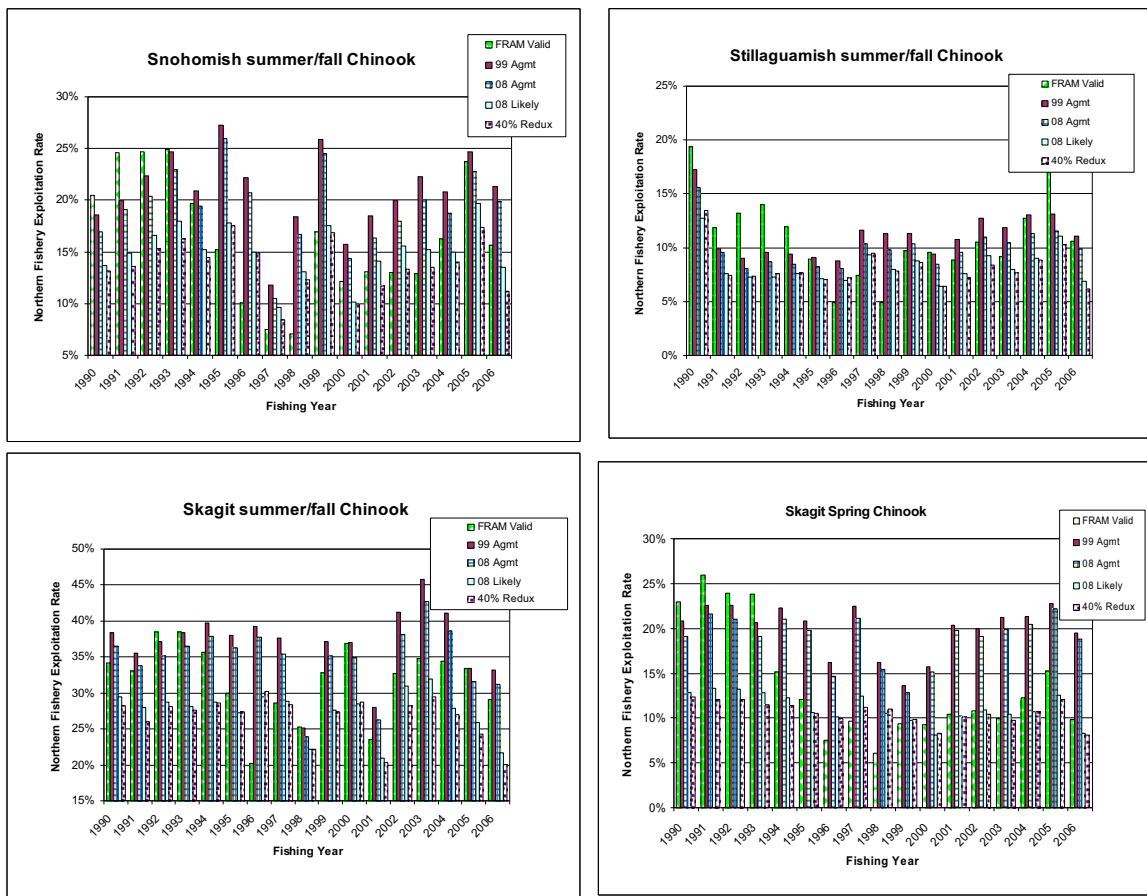 Snohomish summer/fall Chinook
FRAM Valid
99 Agmt
08 Agmt
08 Likely
40% Redux
Northern Fishery Exploitation Rate
30%
25%
20%
15%
10%
5%
1990
1991
1992
1993
1994
1995
1996
1997
1998
1999
2000
2001
2002
2003
2004
2005
2006
Fishing Year
Stillaguamish summer/fall Chinook
FRAM Valid
99 Agmt
08 Agmt
08 Likely
40% Redux
Northern Fishery Exploitation Rate
25%
20%
15%
10%
5%
0%
1990
1991
1992
1993
1994
1995
1996
1997
1998
1999
2000
2001
2002
2003
2004
2005
2006
Fishing Year
Skagit summer/fall Chinook
FRAM Valid
99 Agmt
08 Agmt
08 Likely
40% Redux
Northern Fishery Exploitation Rate
50%
45%
40%
35%
30%
25%
20%
15%
1990
1991
1992
1993
1994
1995
1996
1997
1998
1999
2000
2001
2002
2003
2004
2005
2006
Fishing Year
Skagit Spring Chinook
FRAM Valid
99 Agmt
08 Agmt
08 Likely
40% Redux
Northern Fishery Exploitation Rate
30%
25%
20%
15%
10%
5%
0%
1990
1991
1992
1993
1994
1995
1996
1997
1998
1999
2000
2001
2002
2003
2004
2005
2006
Fishing Year